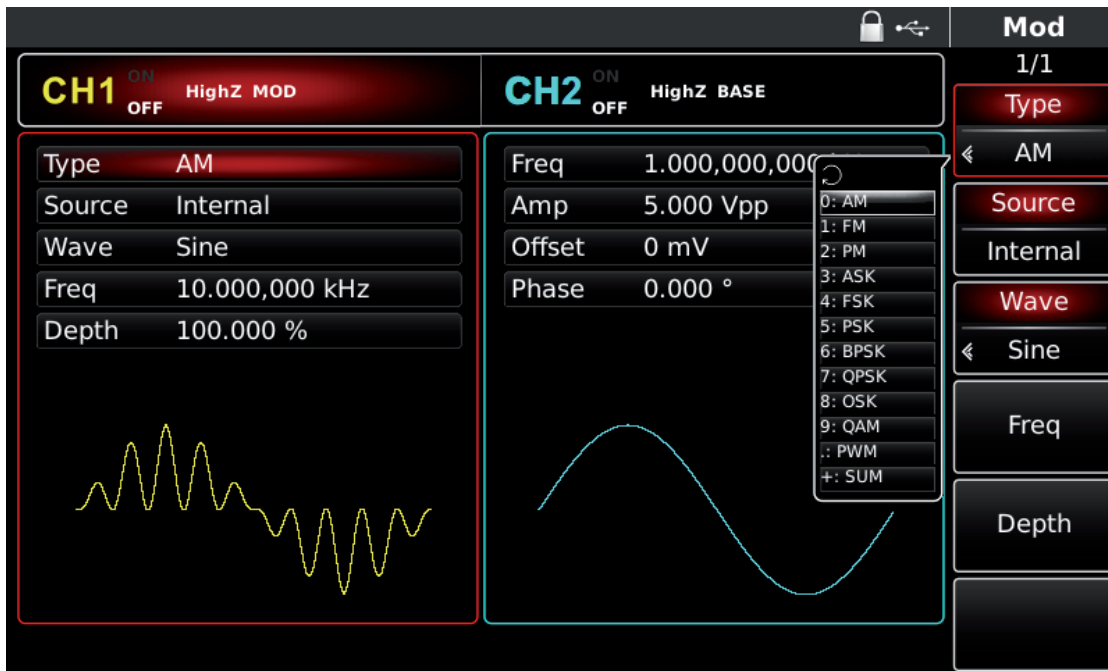 Mod
1/1
CH1 ON OFF HighZ MOD
CH2 ON OFF HighZ BASE
Type AM
Source Internal
Wave Sine
Freq 10.000,000 kHz
Depth 100.000 %
Freq 1.000,000,000
Amp 5.000 Vpp
Offset 0 mV
Phase 0.000 °
0: AM
1: FM
2: PM
3: ASK
4: FSK
5: PSK
6: BPSK
7: QPSK
8: OSK
9: QAM
.: PWM
+: SUM
Type
AM
Source
Internal
Wave
Sine
Freq
Depth